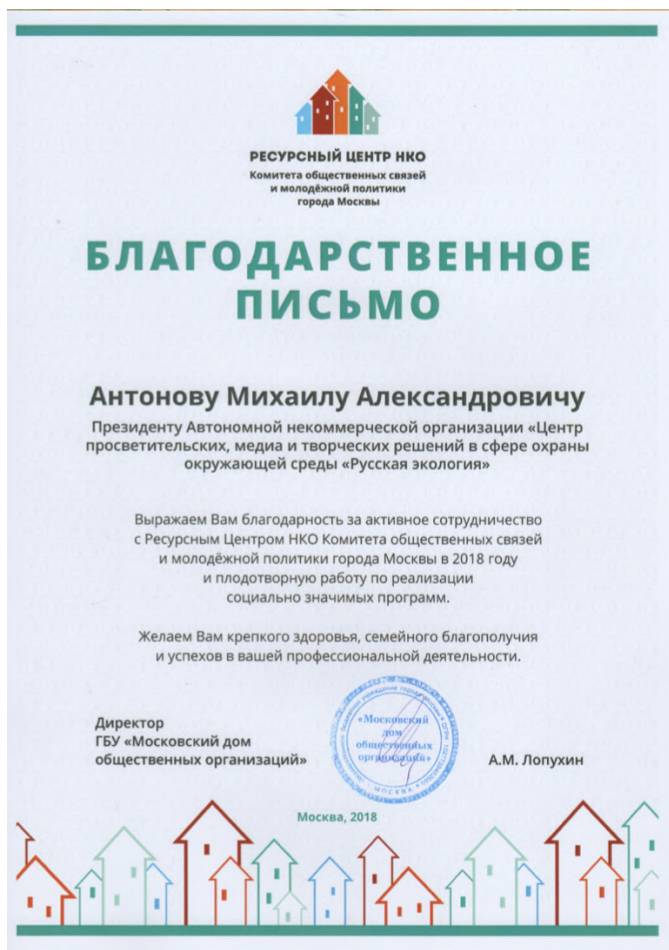 РЕСУРСНЫЙ ЦЕНТР НКО
Комитета общественных связей
и молодёжной политики
города Москвы
БЛАГОДАРСТВЕННОЕ
ПИСЬМО
Антонову Михаилу Александровичу
Президенту Автономной некоммерческой организации «Центр
просветительских, медиа и творческих решений в сфере охраны
окружающей среды «Русская экология»
Выражаем Вам благодарность за активное сотрудничество
с Ресурсным Центром НКО Комитета общественных связей
и молодёжной политики города Москвы в 2018 году
и плодотворную работу по реализации
социально значимых программ.
Желаем Вам крепкого здоровья, семейного благополучия
и успехов в вашей профессиональной деятельности.
Директор
ГБУ «Московский дом
общественных организаций»
«Московский
дом
общественных
организаций»
МОСКВА
А.М. Лопухин
Москва, 2018